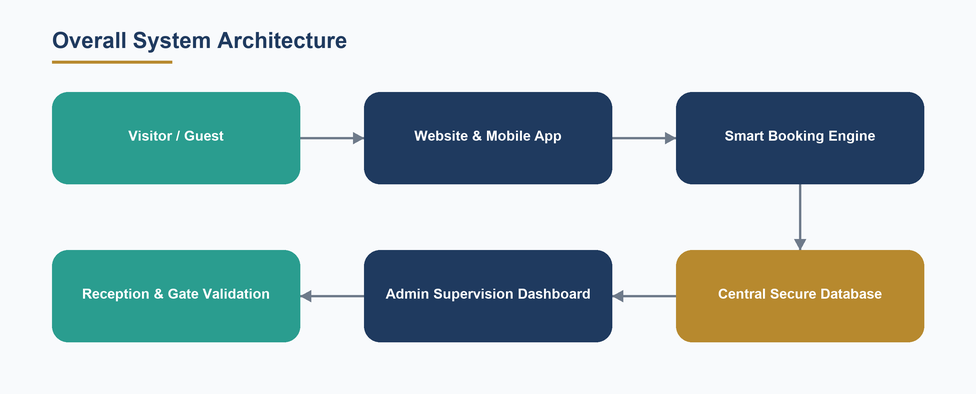 Overall System Architecture
Visitor / Guest
Website & Mobile App
Smart Booking Engine
Reception & Gate Validation
Admin Supervision Dashboard
Central Secure Database